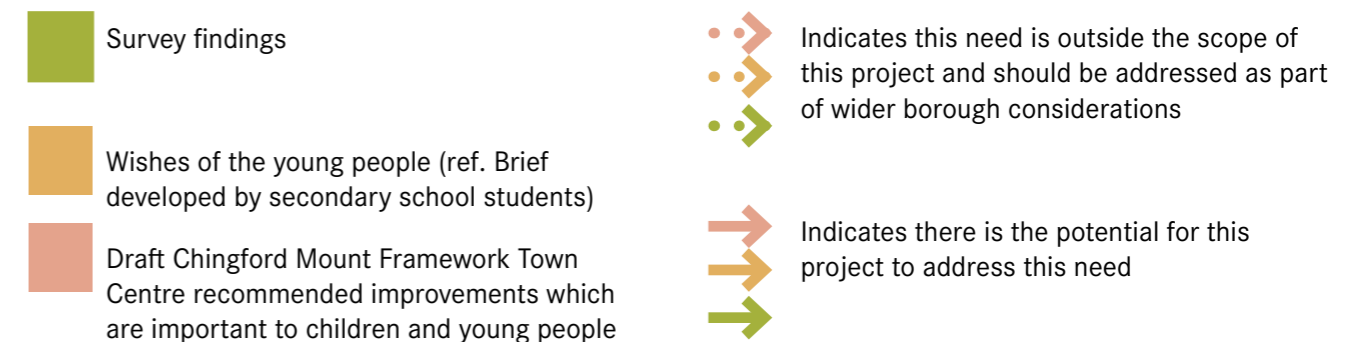 Survey findings
Wishes of the young people (ref. Brief
developed by secondary school students)
Draft Chingford Mount Framework Town
Centre recommended improvements which
are important to children and young people
Indicates this need is outside the scope of
this project and should be addressed as part
of wider borough considerations
Indicates there is the potential for this
project to address this need